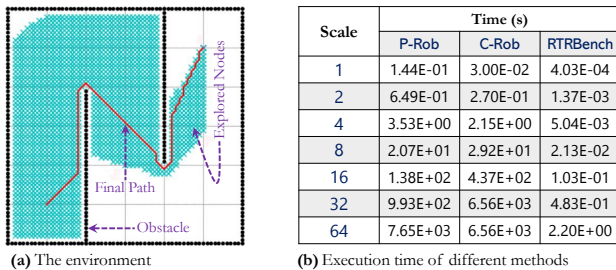 Explored Nodes
Final Path
Obstacle
(a) The environment
Scale Time (s)
P-Rob C-Rob RTRBench
1 1.44E-01 3.00E-02 4.03E-04
2 6.49E-01 2.70E-01 1.37E-03
4 3.53E+00 2.15E+00 5.04E-03
8 2.07E+01 2.92E+01 2.13E-02
16 1.38E+02 4.37E+02 1.03E-01
32 9.93E+02 6.56E+03 4.83E-01
64 7.65E+03 6.56E+03 2.20E+00
(b) Execution time of different methods